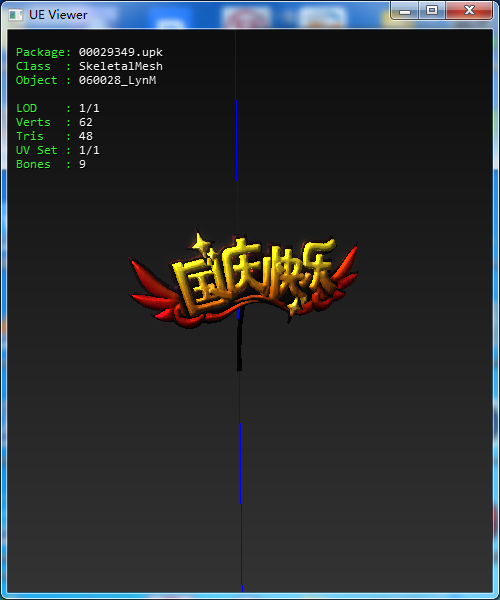 UE Viewer
Package: 00029349.upk
Class : SkeletalMesh
Object : 060028_LynM
LOD : 1/1
Verts : 62
Tris : 48
UV Set : 1/1
Bones : 9
国庆快乐